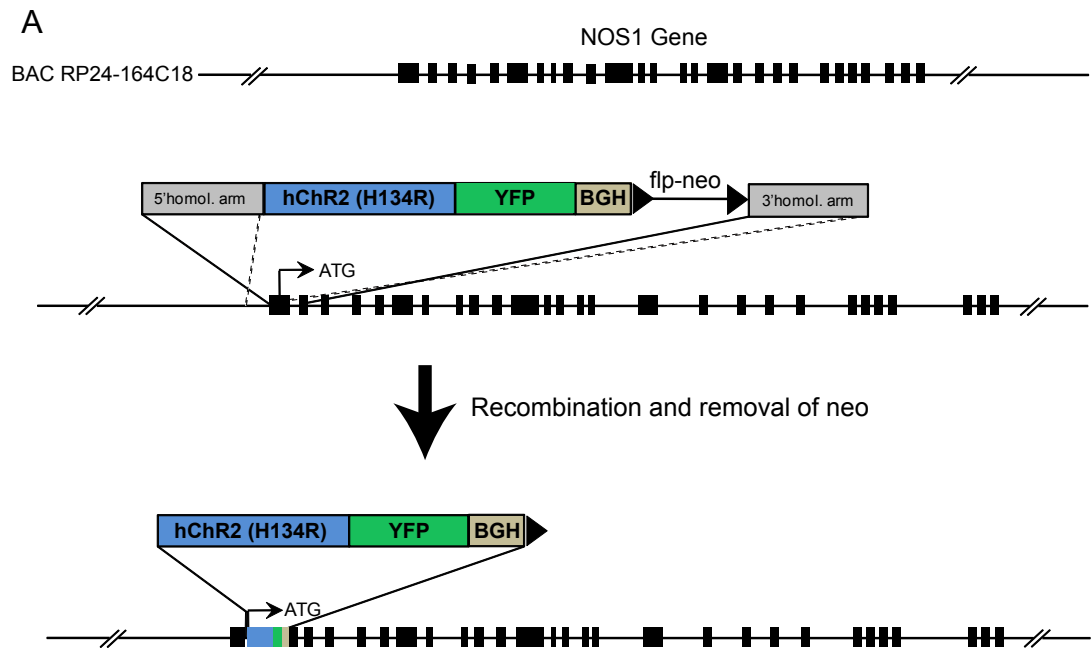 A
NOS1 Gene
BAC RP24-164C18
5'homol. arm
hChR2 (H134R)
YFP
BGH
flp-neo
3'homol. arm
ATG
Recombination and removal of neo
hChR2 (H134R)
YFP
BGH
ATG